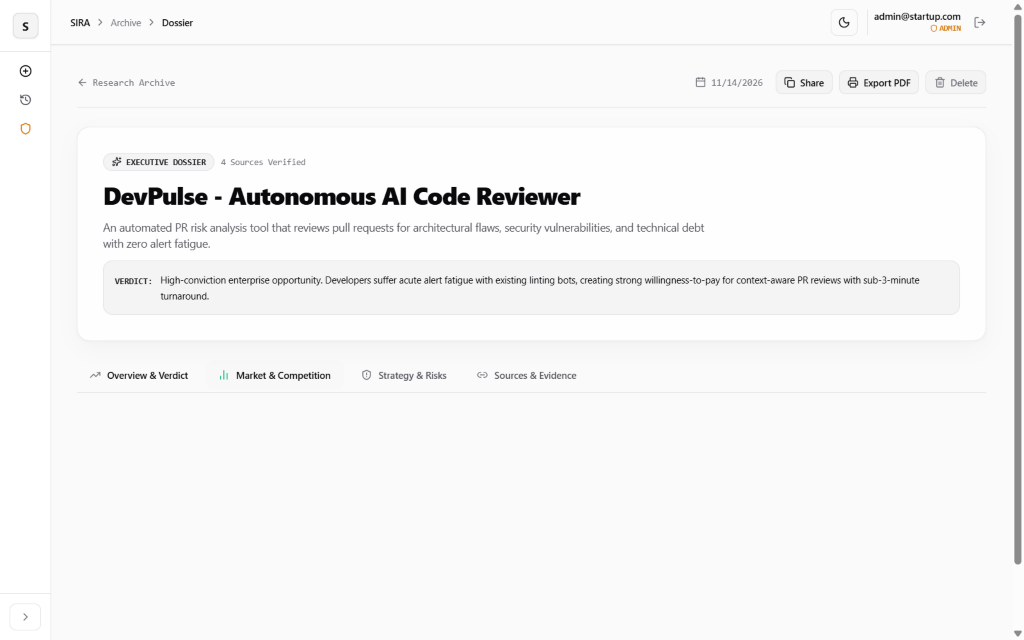 S
SIRA > Archive > Dossier
admin@startup.com
ADMIN
Research Archive
11/14/2026
Share
Export PDF
Delete
EXECUTIVE DOSSIER
4 Sources Verified
DevPulse - Autonomous AI Code Reviewer
An automated PR risk analysis tool that reviews pull requests for architectural flaws, security vulnerabilities, and technical debt
with zero alert fatigue.
VERDICT: High-conviction enterprise opportunity. Developers suffer acute alert fatigue with existing linting bots, creating strong willingness-to-pay for context-aware PR reviews with sub-3-minute
turnaround.
Overview & Verdict
Market & Competition
Strategy & Risks
Sources & Evidence